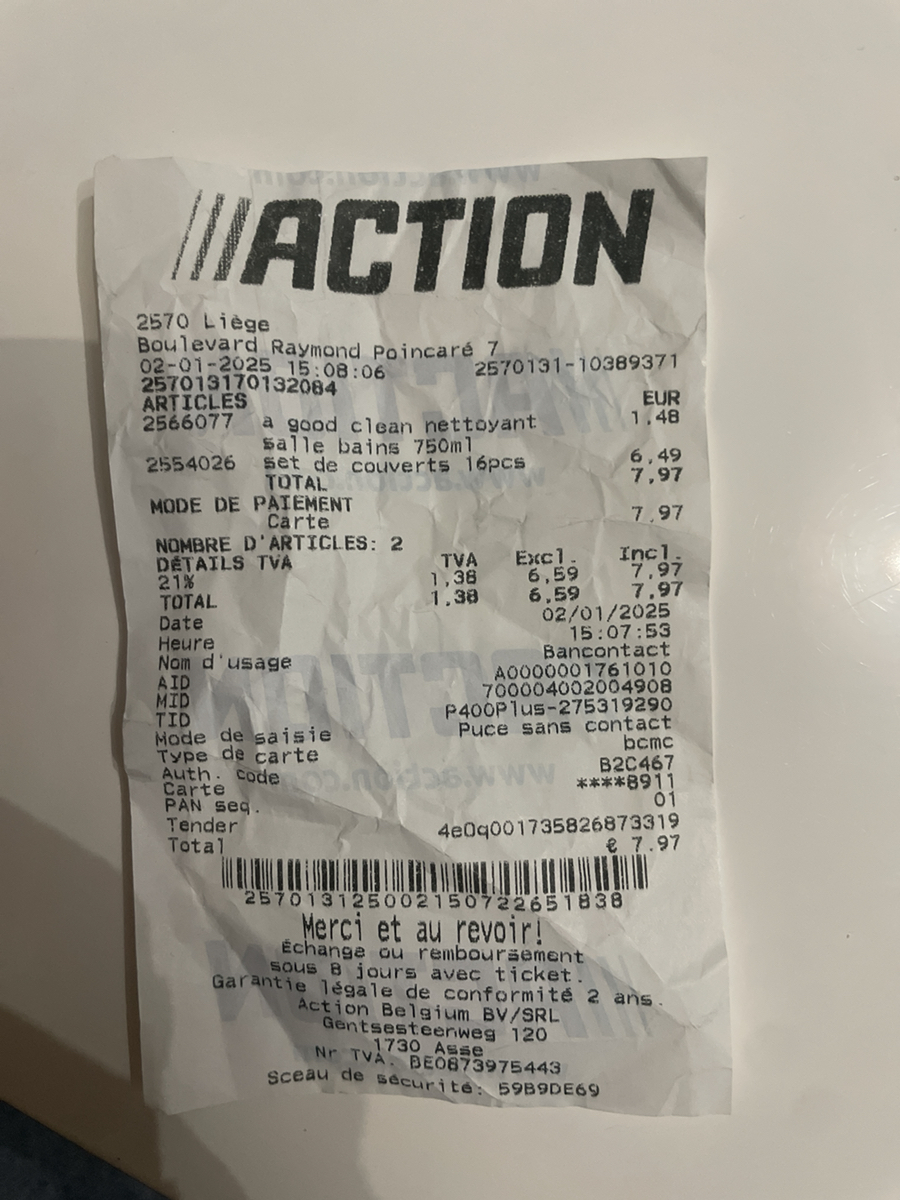 ///ACTION
2570 Liège
Boulevard Raymond Poincaré 7
02-01-2025 15:08:06 2570131-10389371
257013170132084
ARTICLES EUR
2566077 a good clean nettoyant 1,48
salle bains 750ml
2554026 set de couverts 16pcs 6,49
TOTAL 7,97
MODE DE PAIEMENT
Carte 7,97
NOMBRE D'ARTICLES: 2
DÉTAILS TVA TVA Excl. Incl.
21% 1,38 6,59 7,97
TOTAL 1,38 6,59 7,97
Date 02/01/2025
Heure 15:07:53
Nom d'usage Bancontact
AID A0000001761010
MID 700004002004908
TID P400Plus-275319290
Mode de saisie Puce sans contact
Type de carte bcmc
Auth. code B2C467
Carte ****8911
PAN seq. 01
Tender 4e0q001735826873319
Total € 7.97
257013125002150722651838
Merci et au revoir!
Échange ou remboursement
sous 8 jours avec ticket.
Garantie légale de conformité 2 ans.
Action Belgium BV/SRL
Gentsesteenweg 120
1730 Asse
Nr TVA. BE0873975443
Sceau de sécurité: 59B9DE69